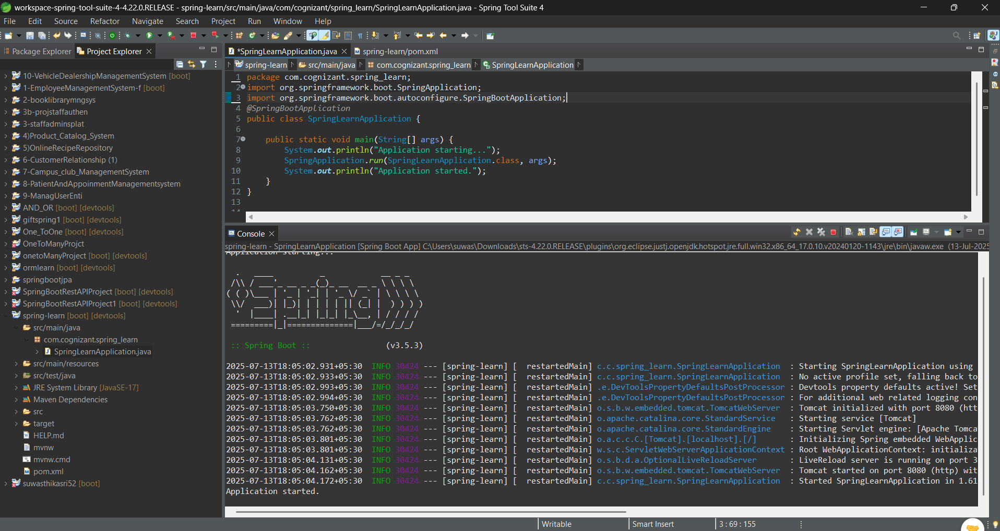 workspace-spring-tool-suite-4-4.22.0.RELEASE - spring-learn/src/main/java/com/cognizant/spring_learn/SpringLearnApplication.java - Spring Tool Suite 4
File Edit Source Refactor Navigate Search Project Run Window Help
Package Explorer Project Explorer
*SpringLearnApplication.java spring-learn/pom.xml
spring-learn src/main/java com.cognizant.spring_learn SpringLearnApplication
10-VehicleDealershipManagementSystem [boot]
1-EmployeeManagementSystem-f [boot]
2-booklibrarymngsys
3b-projstaffauthen
3-staffadminsplat
4)Product_Catalog_System
5)OnlineRecipeRepository
6-CustomerRelationship (1)
7-Campus_club_ManagementSystem
8-PatientAndAppoinmentManagementsystem
9-ManagUserEnti
AND_OR [boot] [devtools]
giftspring1 [boot] [devtools]
One_ToOne [boot] [devtools]
OneToManyProjct
onetoManyProject [boot] [devtools]
ormlearn [boot] [devtools]
springbootjpa
SpringBootRestAPIProject [boot] [devtools]
SpringBootRestAPIProject1 [boot] [devtools]
spring-learn [boot] [devtools]
src/main/java
com.cognizant.spring_learn
SpringLearnApplication.java
src/main/resources
src/test/java
JRE System Library [JavaSE-17]
Maven Dependencies
src
target
HELP.md
mvnw
mvnw.cmd
pom.xml
suwasthikasri52 [boot]
1 package com.cognizant.spring_learn;
2 import org.springframework.boot.SpringApplication;
3 import org.springframework.boot.autoconfigure.SpringBootApplication;
4 @SpringBootApplication
5 public class SpringLearnApplication {
6
7 public static void main(String[] args) {
8 System.out.println("Application starting...");
9 SpringApplication.run(SpringLearnApplication.class, args);
10 System.out.println("Application started.");
11 }
12 }
13
14
Console
spring-learn - SpringLearnApplication [Spring Boot App] C:\Users\suwas\Downloads\sts-4.22.0.RELEASE\plugins\org.eclipse.justj.openjdk.hotspot.jre.full.win32.x86_64_17.0.10.v20240120-1143\jre\bin\javaw.exe (13-Jul-2025
Application starting...
Spring
:: Spring Boot :: (v3.5.3)
2025-07-13T18:05:02.931+05:30 INFO 30424 --- [spring-learn] [ restartedMain] c.c.spring_learn.SpringLearnApplication : Starting SpringLearnApplication using
2025-07-13T18:05:02.933+05:30 INFO 30424 --- [spring-learn] [ restartedMain] c.c.spring_learn.SpringLearnApplication : No active profile set, falling back to
2025-07-13T18:05:02.993+05:30 INFO 30424 --- [spring-learn] [ restartedMain] .e.DevToolsPropertyDefaultsPostProcessor : Devtools property defaults active! Set
2025-07-13T18:05:02.994+05:30 INFO 30424 --- [spring-learn] [ restartedMain] .e.DevToolsPropertyDefaultsPostProcessor : For additional web related logging con
2025-07-13T18:05:03.750+05:30 INFO 30424 --- [spring-learn] [ restartedMain] o.s.b.w.embedded.tomcat.TomcatWebServer : Tomcat initialized with port 8080 (htt
2025-07-13T18:05:03.762+05:30 INFO 30424 --- [spring-learn] [ restartedMain] o.apache.catalina.core.StandardService : Starting service [Tomcat]
2025-07-13T18:05:03.762+05:30 INFO 30424 --- [spring-learn] [ restartedMain] o.apache.catalina.core.StandardEngine : Starting Servlet engine: [Apache Tomca
2025-07-13T18:05:03.801+05:30 INFO 30424 --- [spring-learn] [ restartedMain] o.a.c.c.C.[Tomcat].[localhost].[/] : Initializing Spring embedded WebApplic
2025-07-13T18:05:03.801+05:30 INFO 30424 --- [spring-learn] [ restartedMain] w.s.c.ServletWebServerApplicationContext : Root WebApplicationContext: initializa
2025-07-13T18:05:04.131+05:30 INFO 30424 --- [spring-learn] [ restartedMain] o.s.b.d.a.OptionalLiveReloadServer : LiveReload server is running on port 3
2025-07-13T18:05:04.162+05:30 INFO 30424 --- [spring-learn] [ restartedMain] o.s.b.w.embedded.tomcat.TomcatWebServer : Tomcat started on port 8080 (http) wit
2025-07-13T18:05:04.172+05:30 INFO 30424 --- [spring-learn] [ restartedMain] c.c.spring_learn.SpringLearnApplication : Started SpringLearnApplication in 1.61
Application started.
Writable Smart Insert 3 : 69 : 155